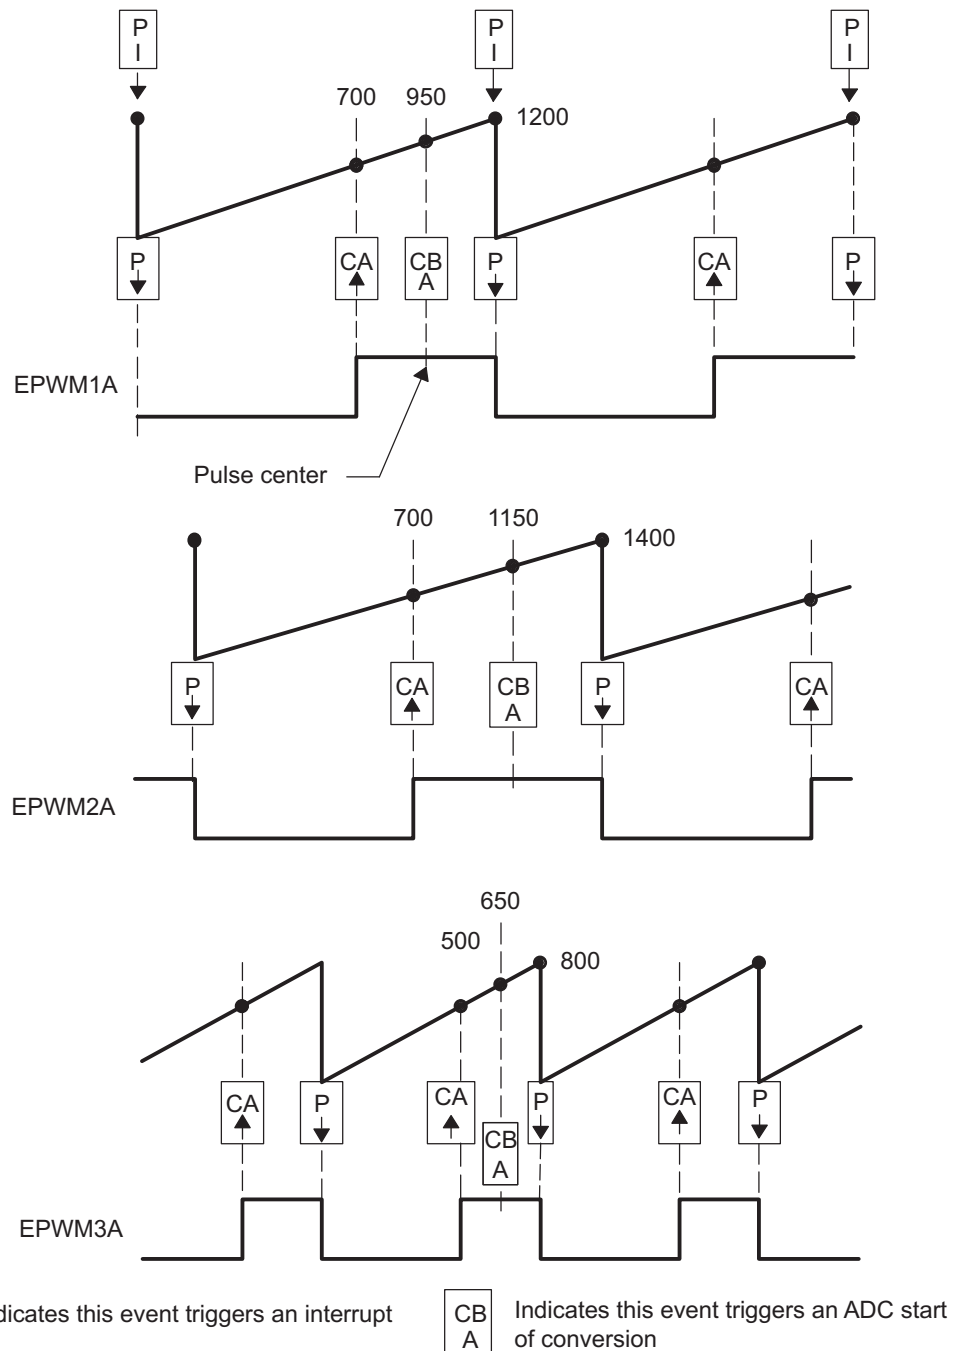 P
I
P
I
P
I
700
950
1200
P
CA
CB
A
P
CA
P
EPWM1A
Pulse center
700
1150
1400
P
CA
CB
A
P
CA
EPWM2A
650
500
800
CA
P
CA
CB
A
P
CA
P
EPWM3A
this event triggers an interrupt
CB
A
Indicates this event triggers an ADC start
of conversion